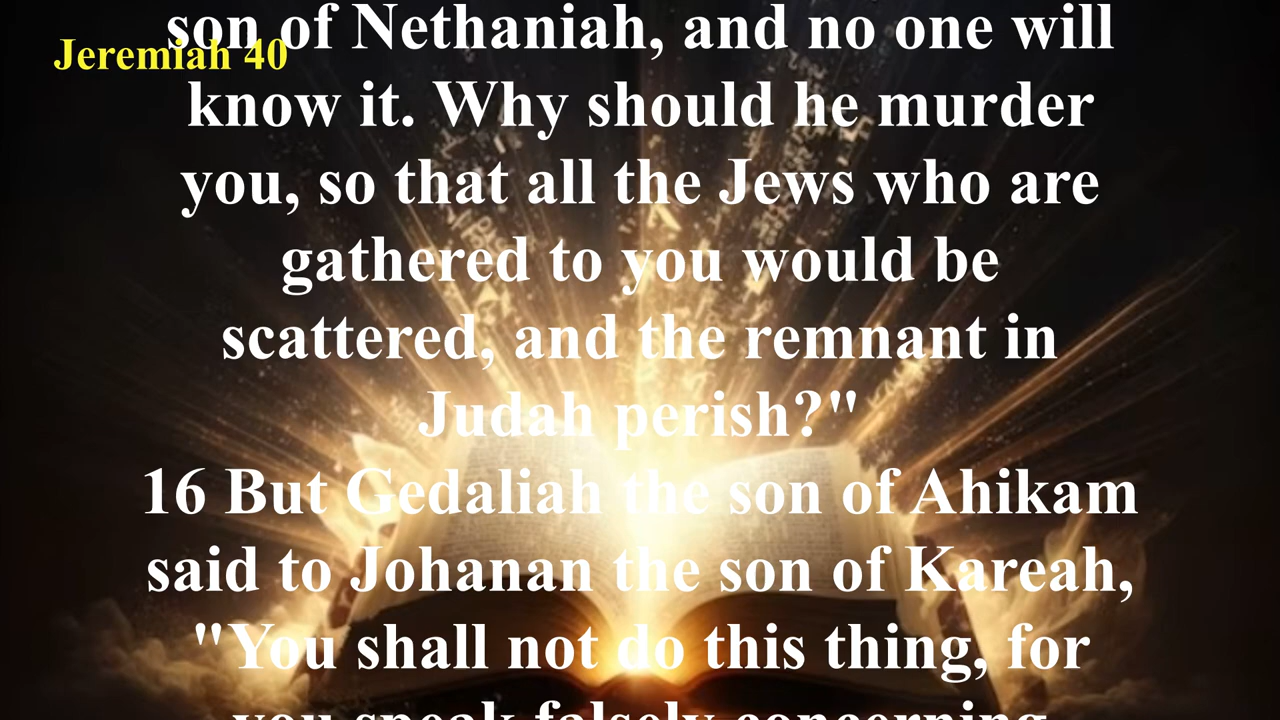 son of Nethaniah, and no one will
Jeremiah 40
know it. Why should he murder
you, so that all the Jews who are
gathered to you would be
scattered, and the remnant in
Judah perish?"
16 But Gedaliah the son of Ahikam
said to Johanan the son of Kareah,
"You shall not do this thing, for
you speak falsely concerning